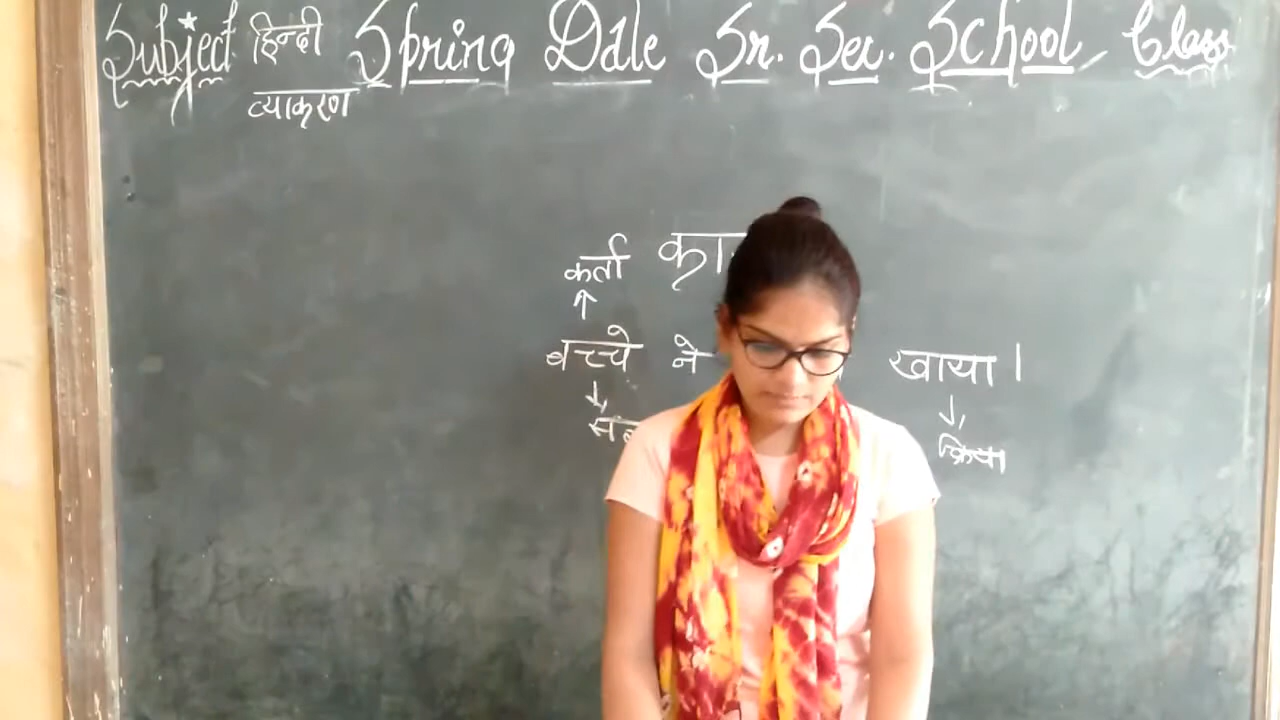 Subject हिन्दी Spring Dale Sr. Sec. School, Class
व्याकरण
कर्ता
बच्चे ने खाया ।
क्रिया